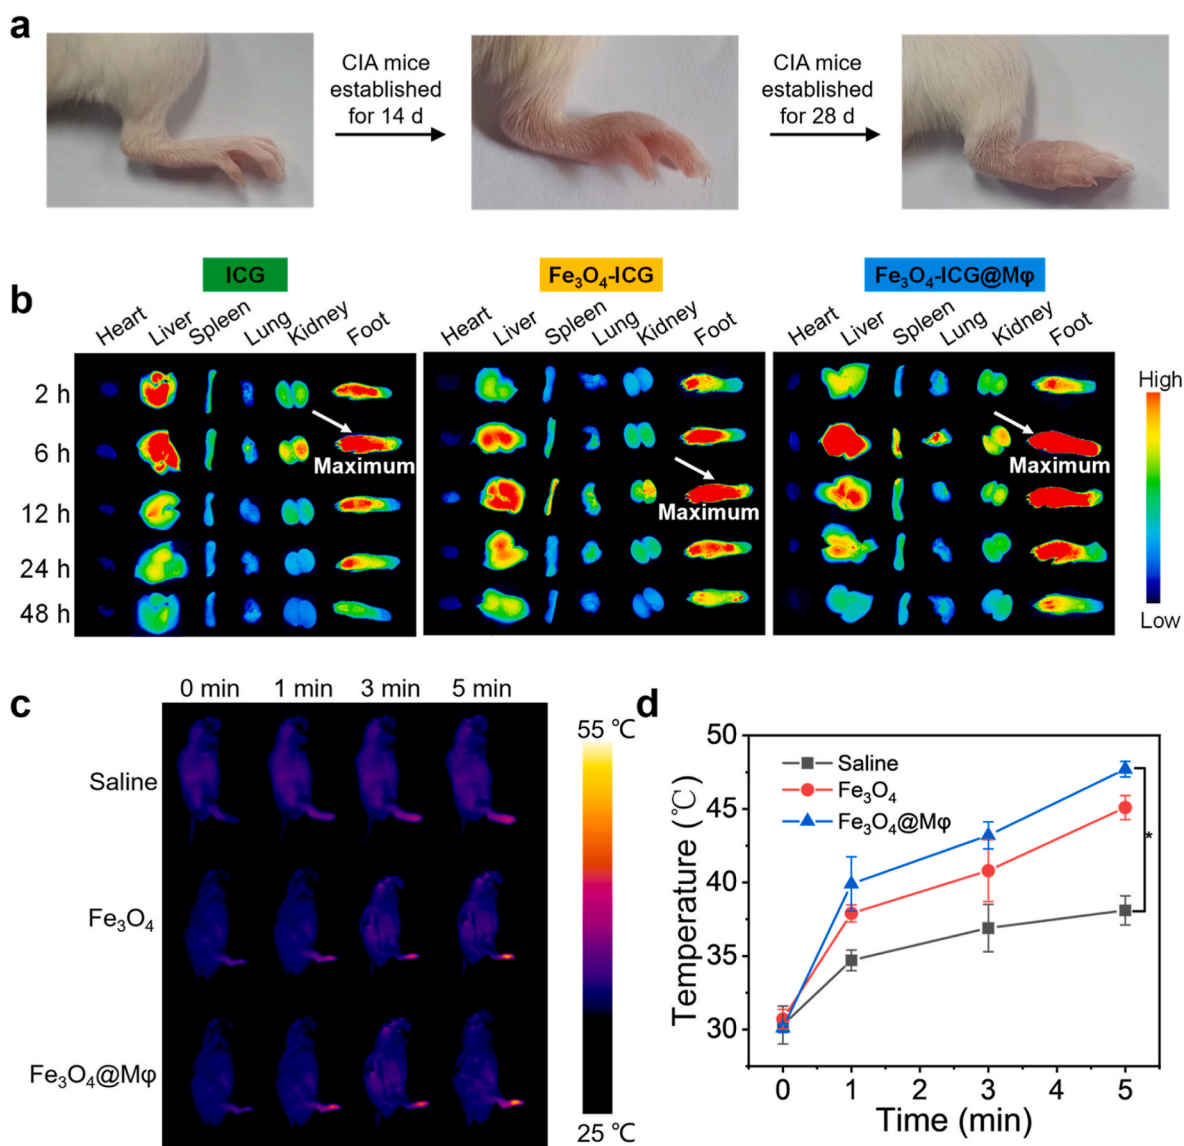 a
CIA mice
established
for 14 d
CIA mice
established
for 28 d
b
ICG
Fe₃O₄-ICG
Fe₃O₄-ICG@Mφ
Heart Liver Spleen Lung Kidney Foot
Heart Liver Spleen Lung Kidney Foot
Heart Liver Spleen Lung Kidney Foot
2 h
6 h
12 h
24 h
48 h
Maximum
Maximum
Maximum
High
Low
c
0 min 1 min 3 min 5 min
Saline
Fe₃O₄
Fe₃O₄@Mφ
55 ℃
25 ℃
d
Temperature (℃)
50
45
40
35
30
Saline
Fe₃O₄
Fe₃O₄@Mφ
*
0 1 2 3 4 5
Time (min)